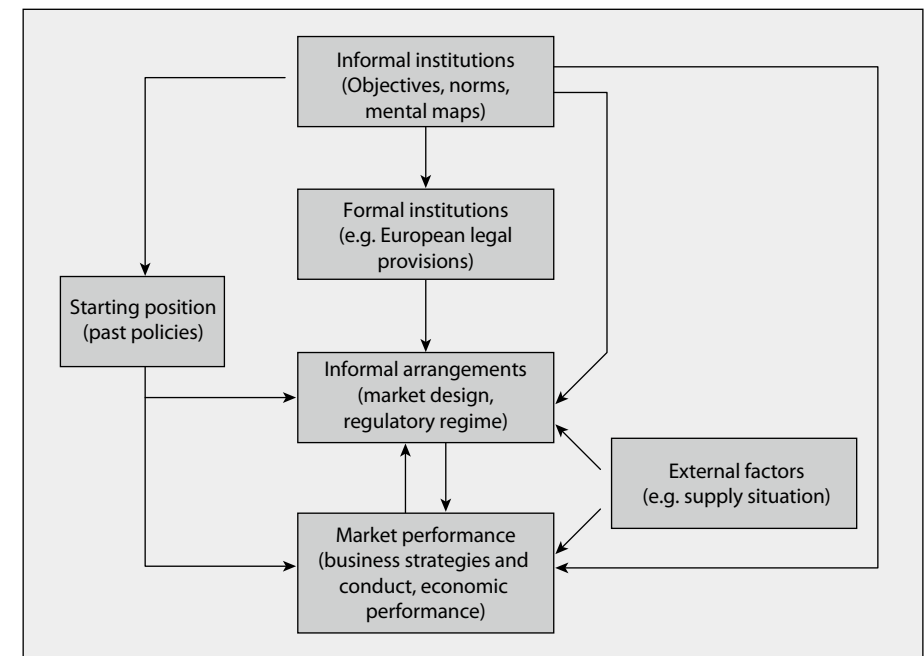 Informal institutions
(Objectives, norms,
mental maps)
Formal institutions
(e.g. European legal
provisions)
Starting position
(past policies)
Informal arrangements
(market design,
regulatory regime)
External factors
(e.g. supply situation)
Market performance
(business strategies and
conduct, economic
performance)